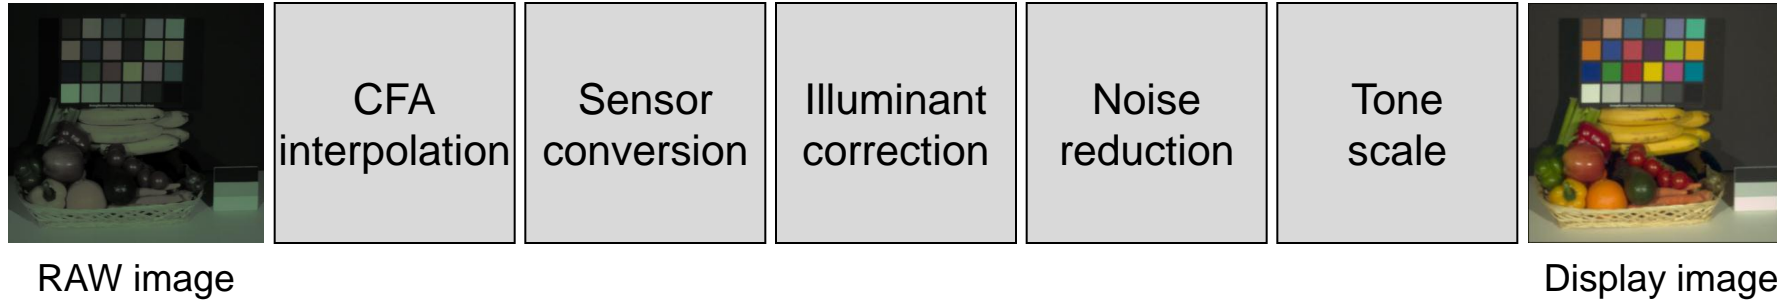 CFA
interpolation
Sensor
conversion
Illuminant
correction
Noise
reduction
Tone
scale
RAW image
Display image